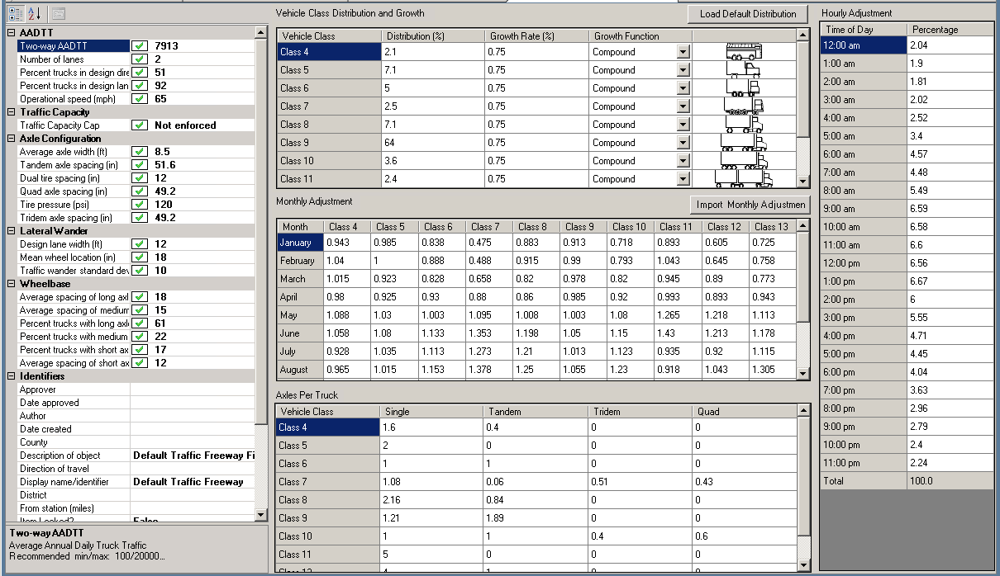 AADTT
Two-way AADTT 7913
Number of lanes 2
Percent trucks in design dire 51
Percent trucks in design lan 92
Operational speed (mph) 65
Traffic Capacity
Traffic Capacity Cap Not enforced
Axle Configuration
Average axle width (ft) 8.5
Tandem axle spacing (in) 51.6
Dual tire spacing (in) 12
Quad axle spacing (in) 49.2
Tire pressure (psi) 120
Tridem axle spacing (in) 49.2
Lateral Wander
Design lane width (ft) 12
Mean wheel location (in) 18
Traffic wander standard dev 10
Wheelbase
Average spacing of long axl 18
Average spacing of medium 15
Percent trucks with long axle 61
Percent trucks with medium 22
Percent trucks with short ax 17
Average spacing of short ax 12
Identifiers
Approver
Date approved
Author
Date created
County
Description of object Default Traffic Freeway Fi
Direction of travel
Display name/identifier Default Traffic Freeway
District
From station (miles)
Item Locked? False
Two-way AADTT
Average Annual Daily Truck Traffic
Recommended min/max: 100/20000...
Vehicle Class Distribution and Growth
Load Default Distribution
Vehicle Class Distribution (%) Growth Rate (%) Growth Function
Class 4 2.1 0.75 Compound
Class 5 7.1 0.75 Compound
Class 6 5 0.75 Compound
Class 7 2.5 0.75 Compound
Class 8 7.1 0.75 Compound
Class 9 64 0.75 Compound
Class 10 3.6 0.75 Compound
Class 11 2.4 0.75 Compound
Monthly Adjustment
Import Monthly Adjustmen
Month Class 4 Class 5 Class 6 Class 7 Class 8 Class 9 Class 10 Class 11 Class 12 Class 13
January 0.943 0.985 0.838 0.475 0.883 0.913 0.718 0.893 0.605 0.725
February 1.04 1 0.888 0.488 0.915 0.99 0.793 1.043 0.645 0.758
March 1.015 0.923 0.828 0.658 0.82 0.978 0.82 0.945 0.89 0.773
April 0.98 0.925 0.93 0.88 0.86 0.985 0.92 0.993 0.893 0.943
May 1.088 1.03 1.003 1.095 1.008 1.003 1.08 1.265 1.218 1.113
June 1.058 1.08 1.133 1.353 1.198 1.05 1.15 1.43 1.213 1.178
July 0.928 1.035 1.113 1.273 1.21 1.013 1.123 0.935 0.92 1.115
August 0.965 1.015 1.153 1.378 1.25 1.055 1.23 0.918 1.043 1.305
Axles Per Truck
Vehicle Class Single Tandem Tridem Quad
Class 4 1.6 0.4 0 0
Class 5 2 0 0 0
Class 6 1 1 0 0
Class 7 1.08 0.06 0.51 0.43
Class 8 2.16 0.84 0 0
Class 9 1.21 1.89 0 0
Class 10 1 1 0.4 0.6
Class 11 5 0 0 0
Class 12 4 1 0 0
Hourly Adjustment
Time of Day Percentage
12:00 am 2.04
1:00 am 1.9
2:00 am 1.81
3:00 am 2.02
4:00 am 2.52
5:00 am 3.4
6:00 am 4.57
7:00 am 4.48
8:00 am 5.49
9:00 am 6.59
10:00 am 6.58
11:00 am 6.6
12:00 pm 6.56
1:00 pm 6.67
2:00 pm 6
3:00 pm 5.55
4:00 pm 4.71
5:00 pm 4.45
6:00 pm 4.04
7:00 pm 3.63
8:00 pm 2.96
9:00 pm 2.79
10:00 pm 2.4
11:00 pm 2.24
Total 100.0